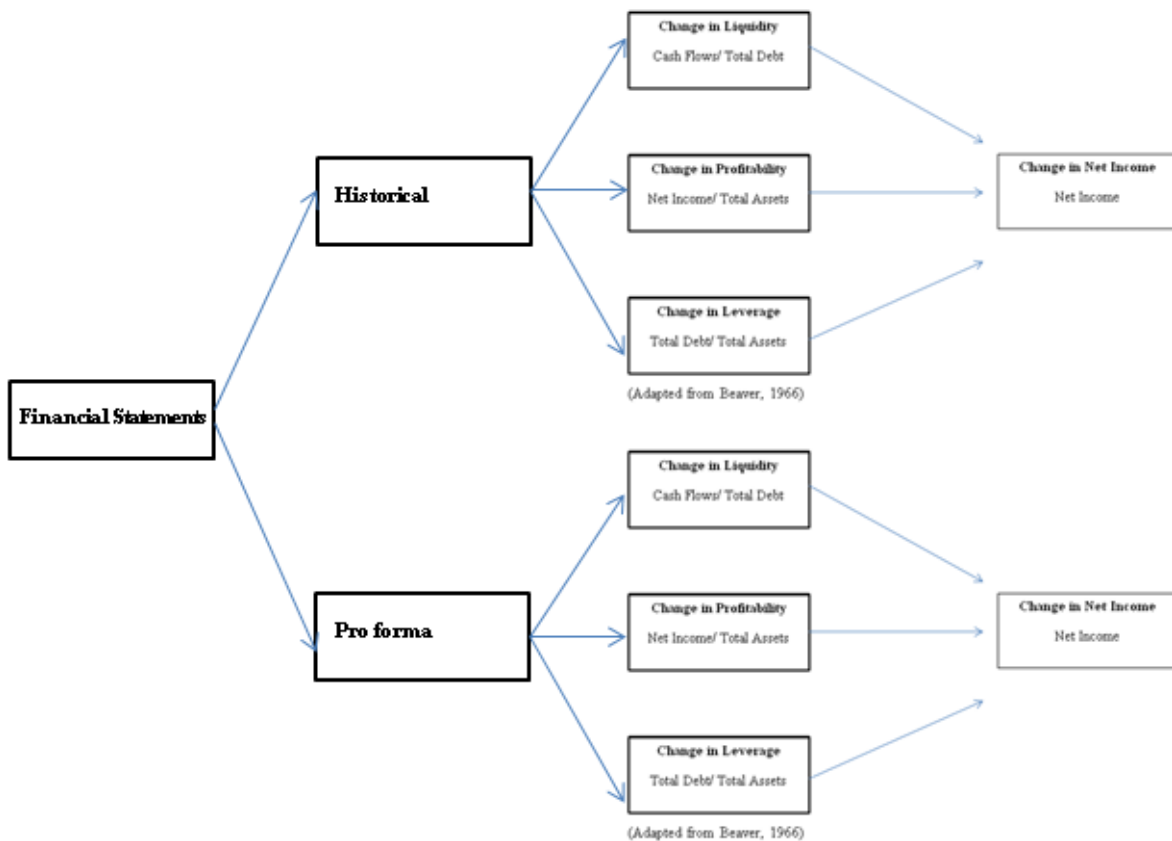 Change in Liquidity
Cash Flows/ Total Debt
Historical
Change in Profitability
Net Income/ Total Assets
Change in Net Income
Net Income
Change in Leverage
Total Debt/ Total Assets
(Adapted from Beaver, 1966)
Financial Statements
Change in Liquidity
Cash Flows/ Total Debt
Pro forma
Change in Profitability
Net Income/ Total Assets
Change in Net Income
Net Income
Change in Leverage
Total Debt/ Total Assets
(Adapted from Beaver, 1966)